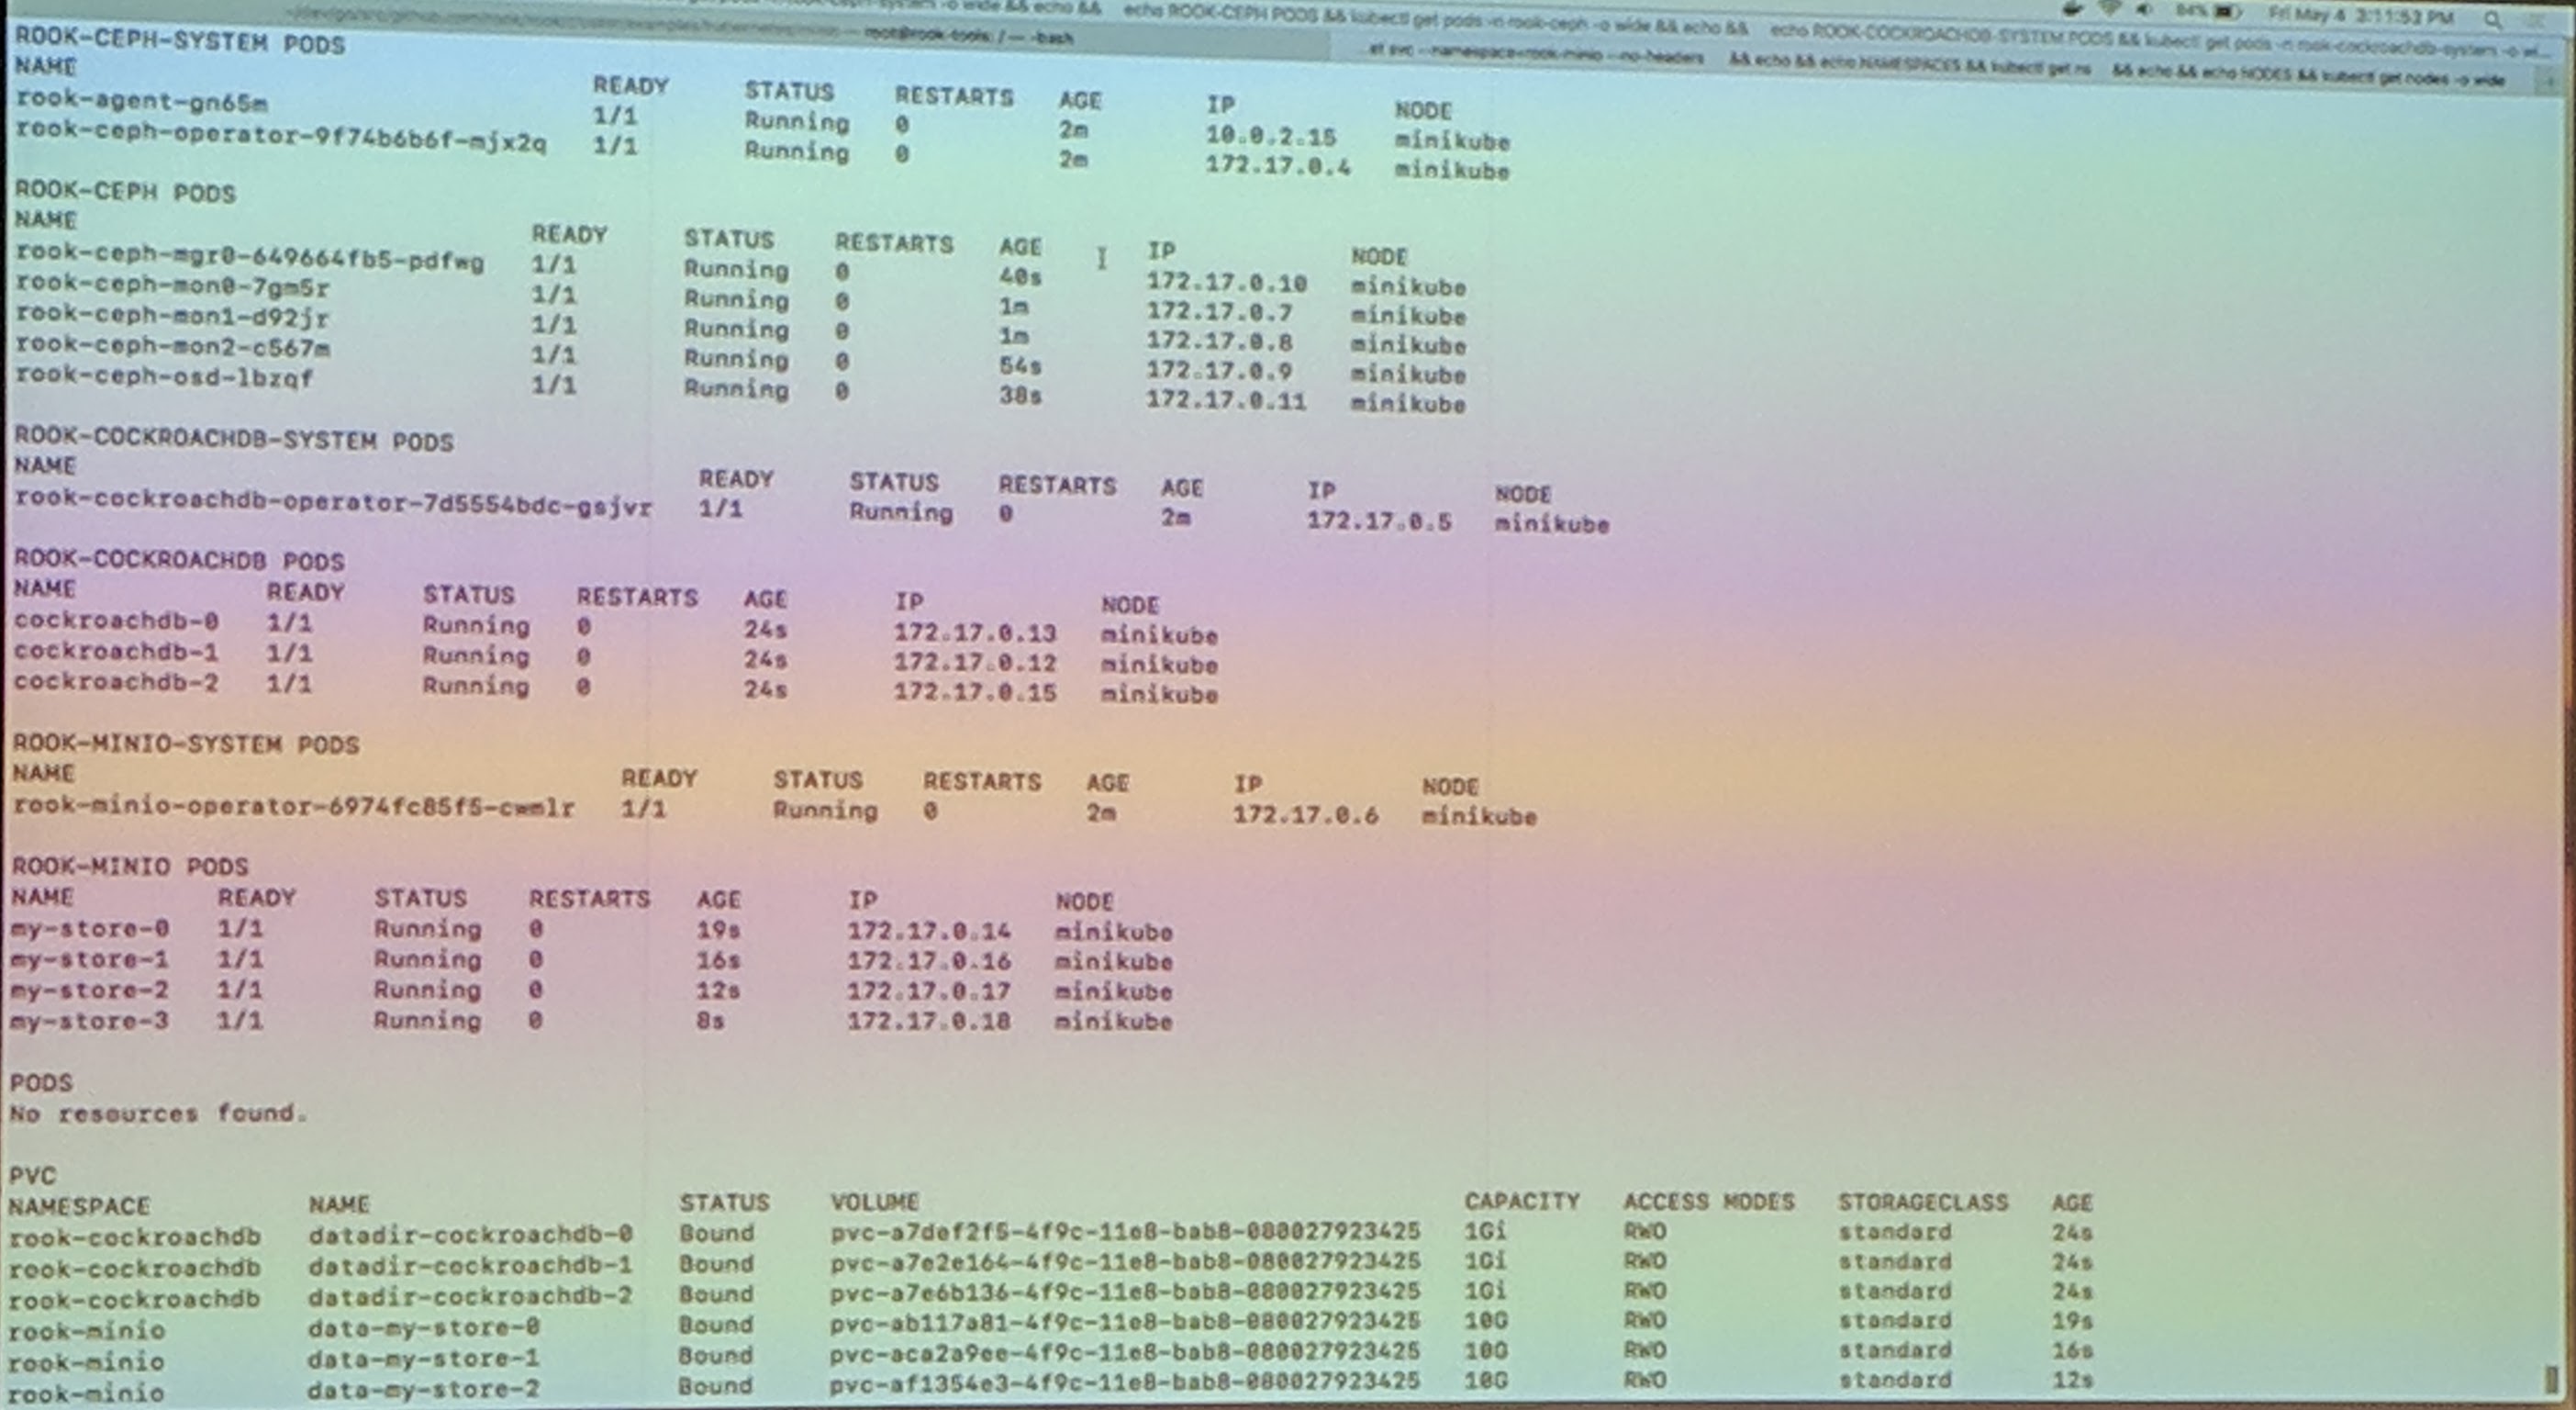 -o wide && echo && echo ROOK-CEPH PODS && kubectl get pods -n rook-ceph -o wide && echo && echo ROOK-COCKROACHDB-SYSTEM PODS && kubectl get pods -n rook-cockroachdb-system -o wi...
84% Fri May 4 3:11:53 PM
root@rook-tools: / — -bash
et svc --namespace=rook-minio --no-headers && echo && echo NAMESPACES && kubectl get ns && echo && echo NODES && kubectl get nodes -o wide
ROOK-CEPH-SYSTEM PODS
NAME READY STATUS RESTARTS AGE IP NODE
rook-agent-gn65m 1/1 Running 0 2m 10.0.2.15 minikube
rook-ceph-operator-9f74b6b6f-mjx2q 1/1 Running 0 2m 172.17.0.4 minikube
ROOK-CEPH PODS
NAME READY STATUS RESTARTS AGE IP NODE
rook-ceph-mgr0-649664fb5-pdfwg 1/1 Running 0 40s 172.17.0.10 minikube
rook-ceph-mon0-7gm5r 1/1 Running 0 1m 172.17.0.7 minikube
rook-ceph-mon1-d92jr 1/1 Running 0 1m 172.17.0.8 minikube
rook-ceph-mon2-c567m 1/1 Running 0 54s 172.17.0.9 minikube
rook-ceph-osd-lbzqf 1/1 Running 0 38s 172.17.0.11 minikube
ROOK-COCKROACHDB-SYSTEM PODS
NAME READY STATUS RESTARTS AGE IP NODE
rook-cockroachdb-operator-7d5554bdc-gsjvr 1/1 Running 0 2m 172.17.0.5 minikube
ROOK-COCKROACHDB PODS
NAME READY STATUS RESTARTS AGE IP NODE
cockroachdb-0 1/1 Running 0 24s 172.17.0.13 minikube
cockroachdb-1 1/1 Running 0 24s 172.17.0.12 minikube
cockroachdb-2 1/1 Running 0 24s 172.17.0.15 minikube
ROOK-MINIO-SYSTEM PODS
NAME READY STATUS RESTARTS AGE IP NODE
rook-minio-operator-6974fc85f5-cwmlr 1/1 Running 0 2m 172.17.0.6 minikube
ROOK-MINIO PODS
NAME READY STATUS RESTARTS AGE IP NODE
my-store-0 1/1 Running 0 19s 172.17.0.14 minikube
my-store-1 1/1 Running 0 16s 172.17.0.16 minikube
my-store-2 1/1 Running 0 12s 172.17.0.17 minikube
my-store-3 1/1 Running 0 8s 172.17.0.18 minikube
PODS
No resources found.
PVC
NAMESPACE NAME STATUS VOLUME CAPACITY ACCESS MODES STORAGECLASS AGE
rook-cockroachdb datadir-cockroachdb-0 Bound pvc-a7def2f5-4f9c-11e8-bab8-080027923425 1Gi RWO standard 24s
rook-cockroachdb datadir-cockroachdb-1 Bound pvc-a7e2e164-4f9c-11e8-bab8-080027923425 1Gi RWO standard 24s
rook-cockroachdb datadir-cockroachdb-2 Bound pvc-a7e6b136-4f9c-11e8-bab8-080027923425 1Gi RWO standard 24s
rook-minio data-my-store-0 Bound pvc-ab117a81-4f9c-11e8-bab8-080027923425 10G RWO standard 19s
rook-minio data-my-store-1 Bound pvc-aca2a9ee-4f9c-11e8-bab8-080027923425 10G RWO standard 16s
rook-minio data-my-store-2 Bound pvc-af1354e3-4f9c-11e8-bab8-080027923425 10G RWO standard 12s